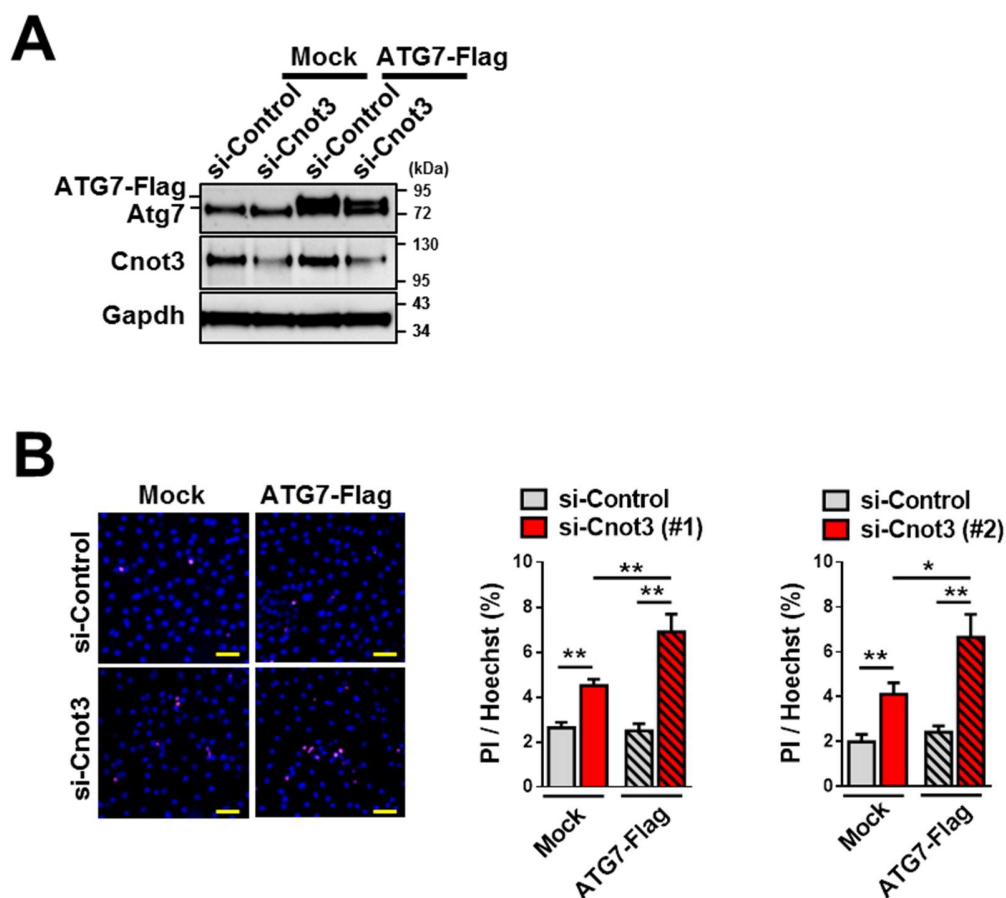 A
Mock ATG7-Flag
si-Control si-Cnot3 si-Control si-Cnot3
(kDa)
ATG7-Flag 95
Atg7 72
Cnot3 130
95
Gapdh 43
34
B
Mock ATG7-Flag
si-Control
si-Cnot3
si-Control
si-Cnot3 (#1)
PI / Hoechst (%)
10
8
6
4
2
0
** ** **
Mock ATG7-Flag
si-Control
si-Cnot3 (#2)
PI / Hoechst (%)
10
8
6
4
2
0
** * **
Mock ATG7-Flag